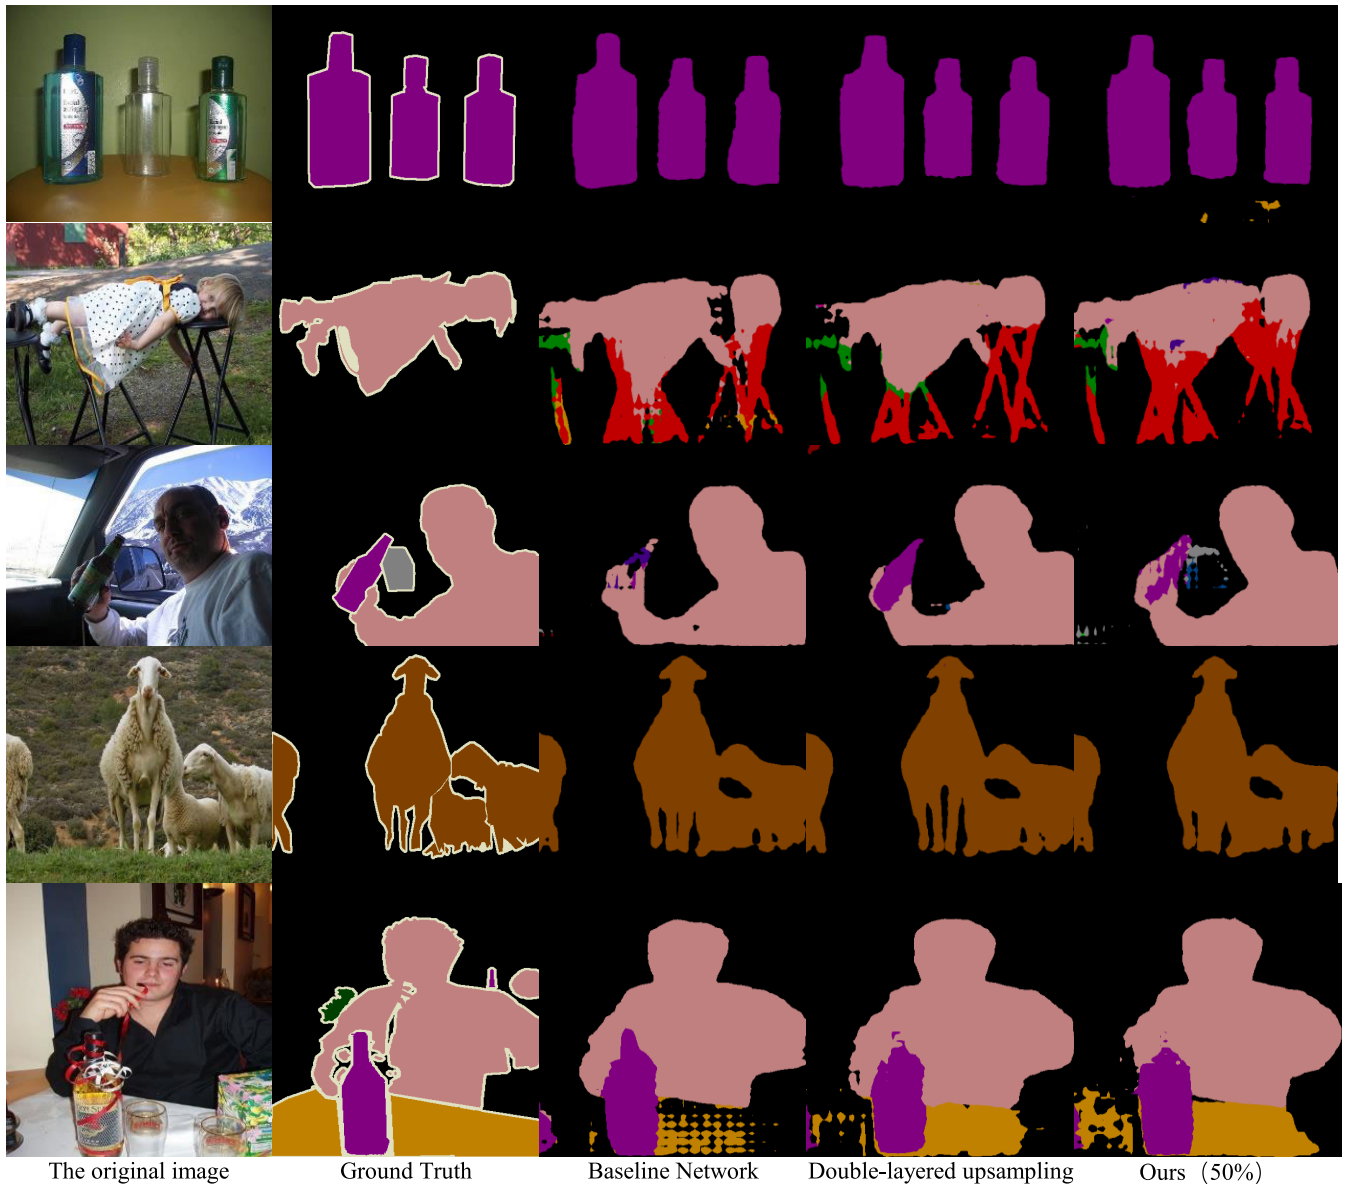 The original image
Ground Truth
Baseline Network
Double-layered upsampling
Ours（50%）